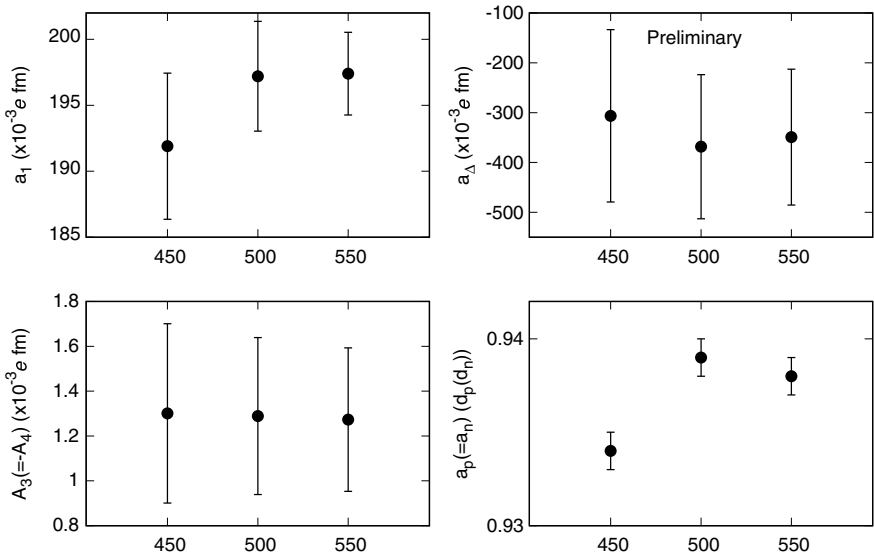 200
195
190
185
a1 (x10-3e fm)
450 500 550
-100
-200
-300
-400
-500
aΔ (x10-3e fm)
Preliminary
450 500 550
1.8
1.6
1.4
1.2
1
0.8
A3(=-A4) (x10-3e fm)
450 500 550
0.94
0.93
ap(=an) (dp(dn))
450 500 550